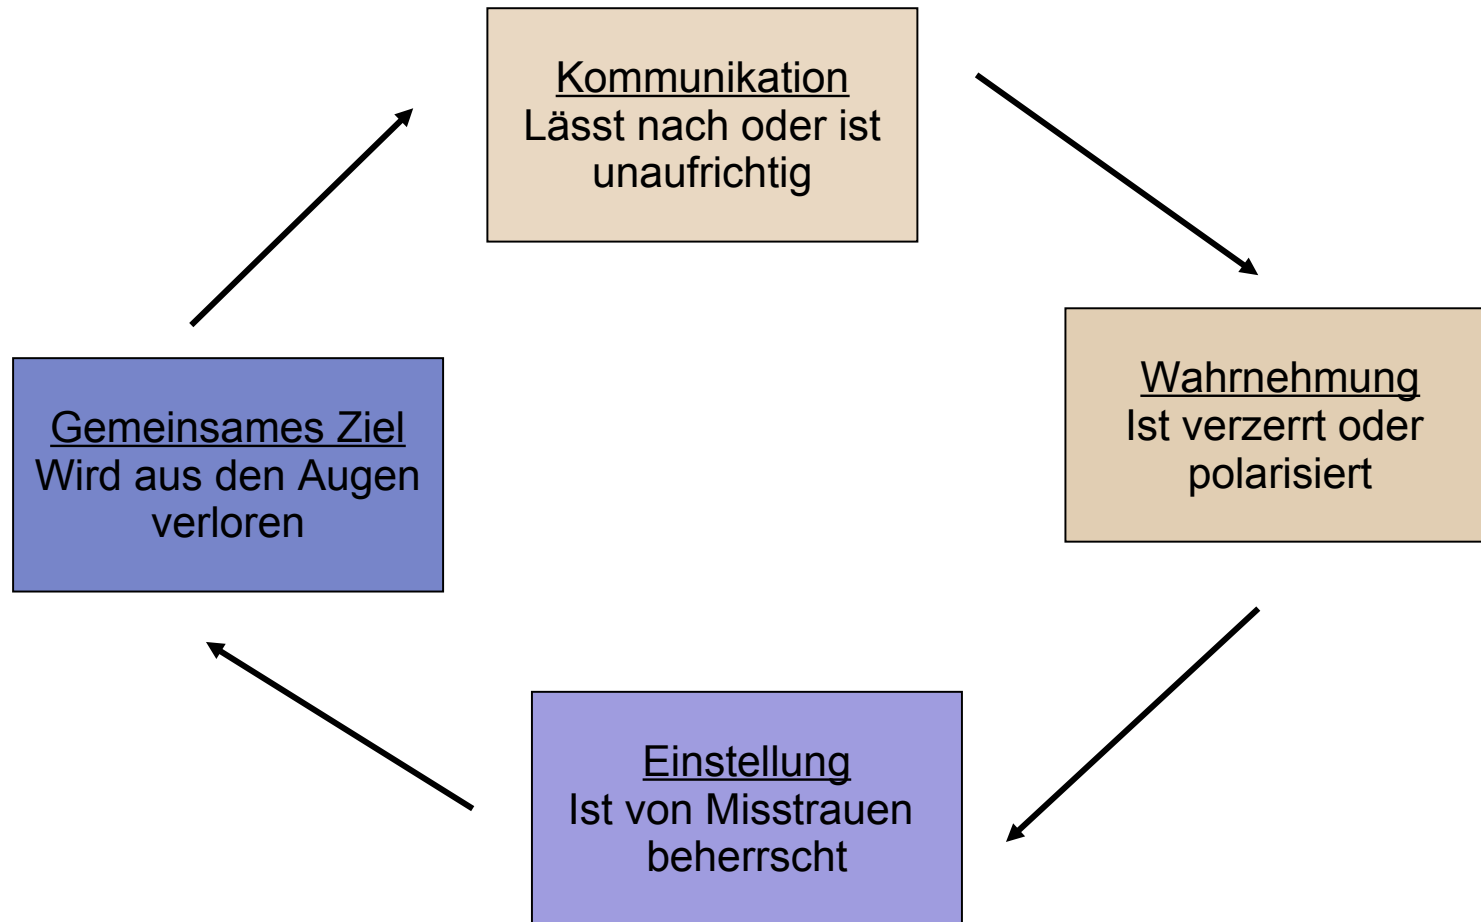 Kommunikation
Lässt nach oder ist
unaufrichtig
Wahrnehmung
Ist verzerrt oder
polarisiert
Gemeinsames Ziel
Wird aus den Augen
verloren
Einstellung
Ist von Misstrauen
beherrscht